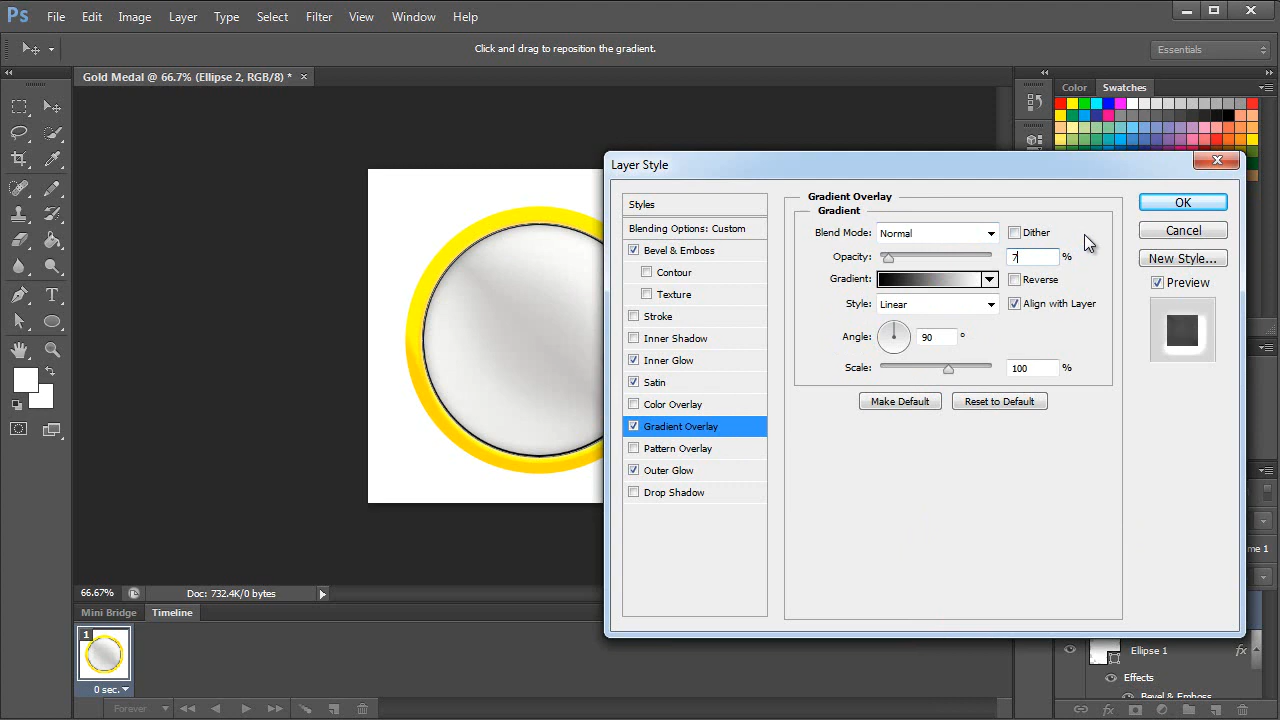 Ps File Edit Image Layer Type Select Filter View Window Help
Click and drag to reposition the gradient.
Essentials
Gold Medal @ 66.7% (Ellipse 2, RGB/8) *
Color Swatches
Layer Style
Styles
Blending Options: Custom
Bevel & Emboss
Contour
Texture
Stroke
Inner Shadow
Inner Glow
Satin
Color Overlay
Gradient Overlay
Pattern Overlay
Outer Glow
Drop Shadow
Gradient Overlay
Gradient
Blend Mode: Normal Dither
Opacity: 7 %
Gradient: Reverse
Style: Linear Align with Layer
Angle: 90 °
Scale: 100 %
Make Default Reset to Default
OK
Cancel
New Style...
Preview
66.67% Doc: 732.4K/0 bytes
Mini Bridge Timeline
1
0 sec.
Forever
me 1
Ellipse 1 fx
Effects
Bevel & Emboss
fx